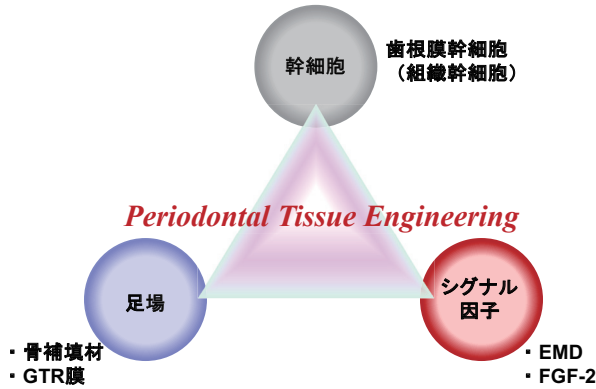 幹細胞
歯根膜幹細胞
（組織幹細胞）
Periodontal Tissue Engineering
足場
シグナル
因子
・骨補填材
・GTR膜
・EMD
・FGF-2